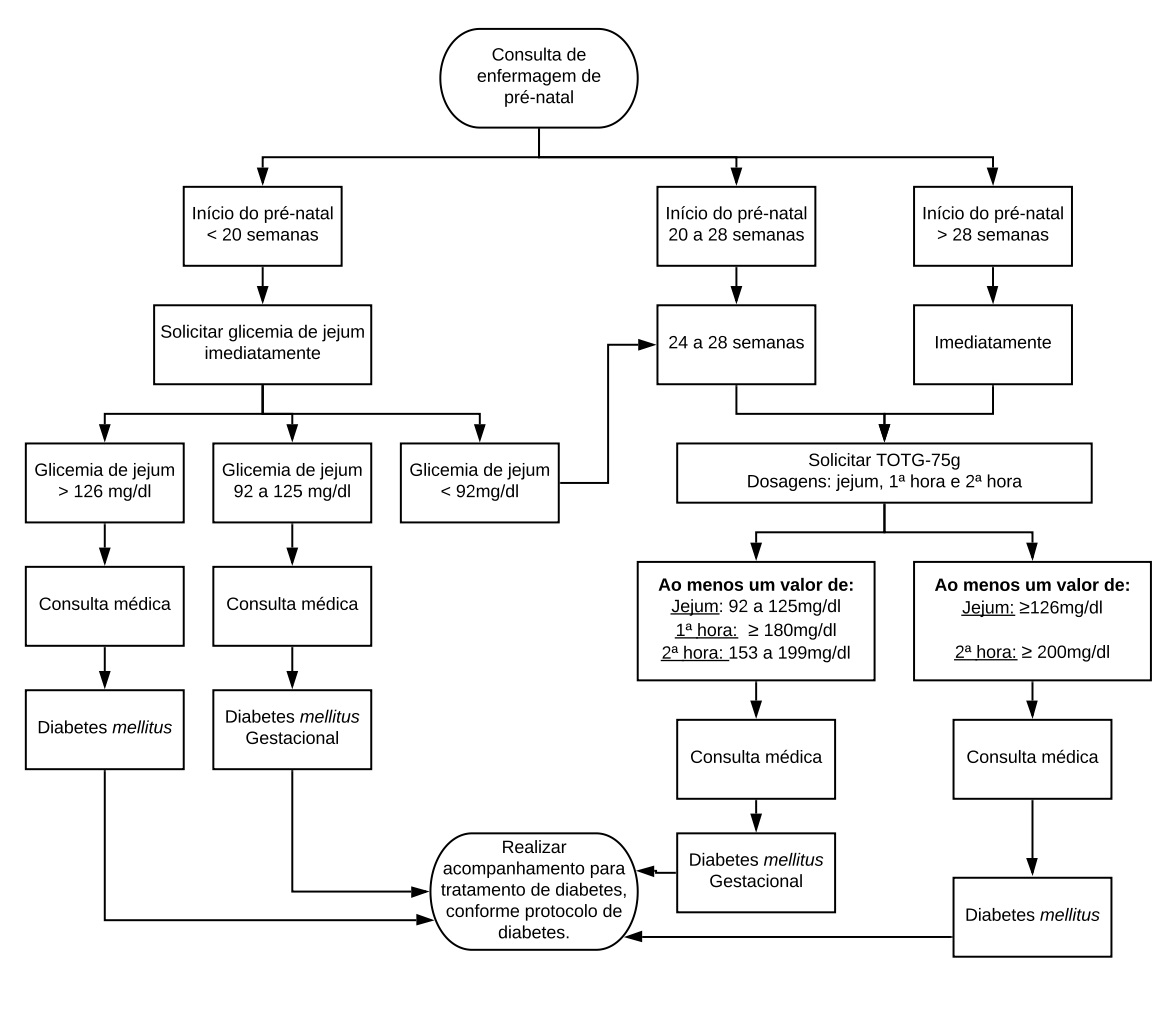 Consulta de
enfermagem de
pré-natal
Início do pré-natal
< 20 semanas
Início do pré-natal
20 a 28 semanas
Início do pré-natal
> 28 semanas
Solicitar glicemia de jejum
imediatamente
24 a 28 semanas
Imediatamente
Glicemia de jejum
> 126 mg/dl
Glicemia de jejum
92 a 125 mg/dl
Glicemia de jejum
< 92mg/dl
Solicitar TOTG-75g
Dosagens: jejum, 1ª hora e 2ª hora
Consulta médica
Consulta médica
Ao menos um valor de:
Jejum: 92 a 125mg/dl
1ª hora: ≥ 180mg/dl
2ª hora: 153 a 199mg/dl
Ao menos um valor de:
Jejum: ≥126mg/dl
2ª hora: ≥ 200mg/dl
Diabetes mellitus
Diabetes mellitus
Gestacional
Consulta médica
Consulta médica
Realizar
acompanhamento para
tratamento de diabetes,
conforme protocolo de
diabetes.
Diabetes mellitus
Gestacional
Diabetes mellitus